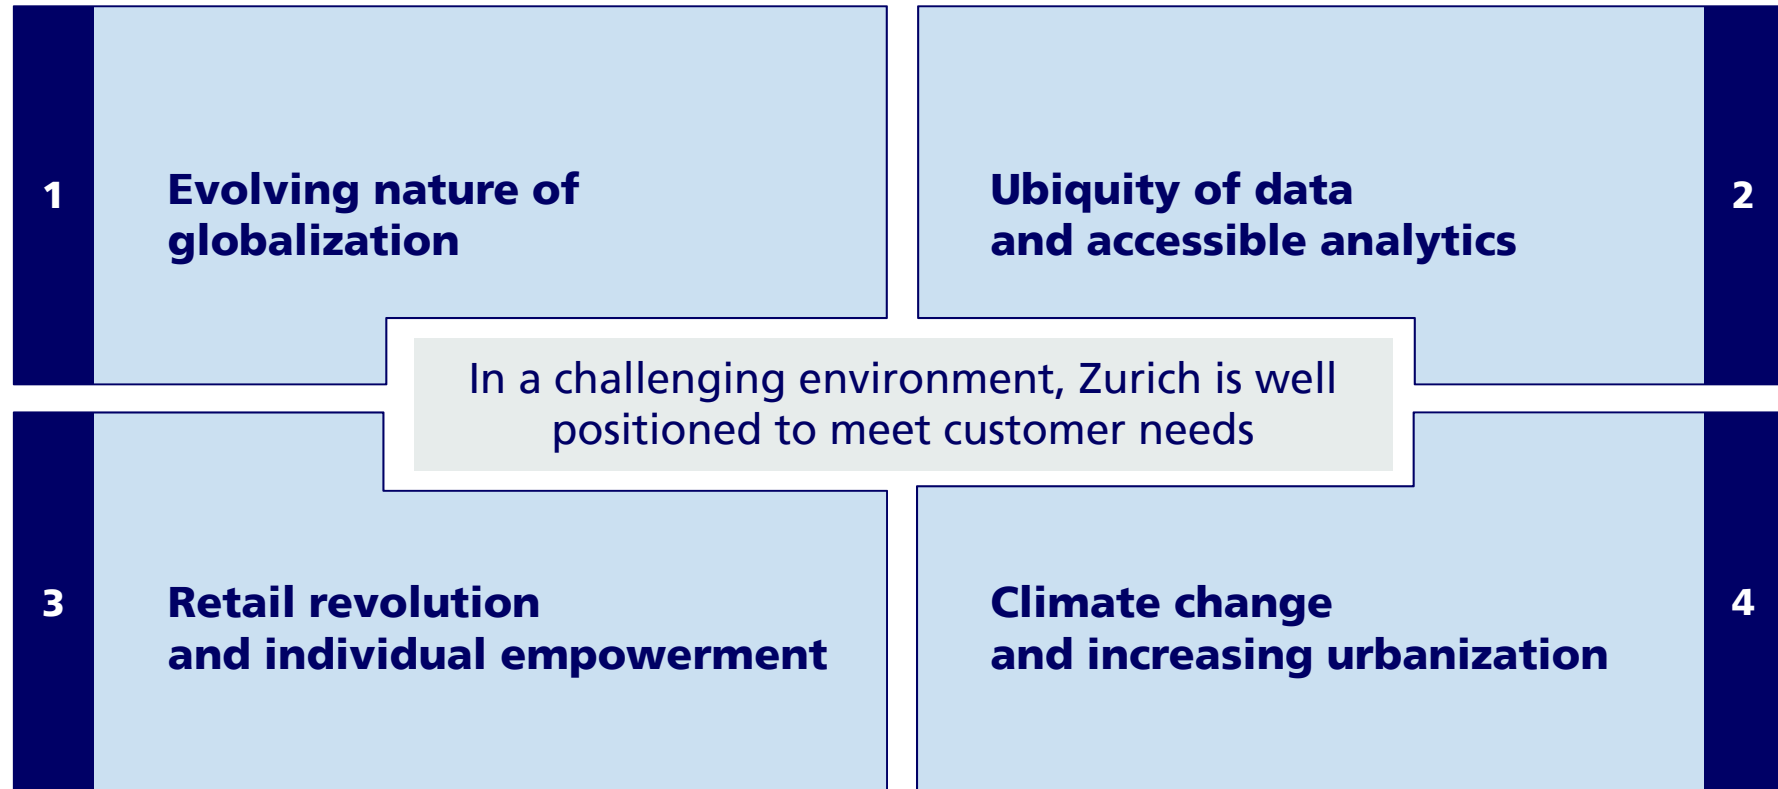 1
Evolving nature of
globalization
Ubiquity of data
and accessible analytics
2
In a challenging environment, Zurich is well
positioned to meet customer needs
3
Retail revolution
and individual empowerment
Climate change
and increasing urbanization
4